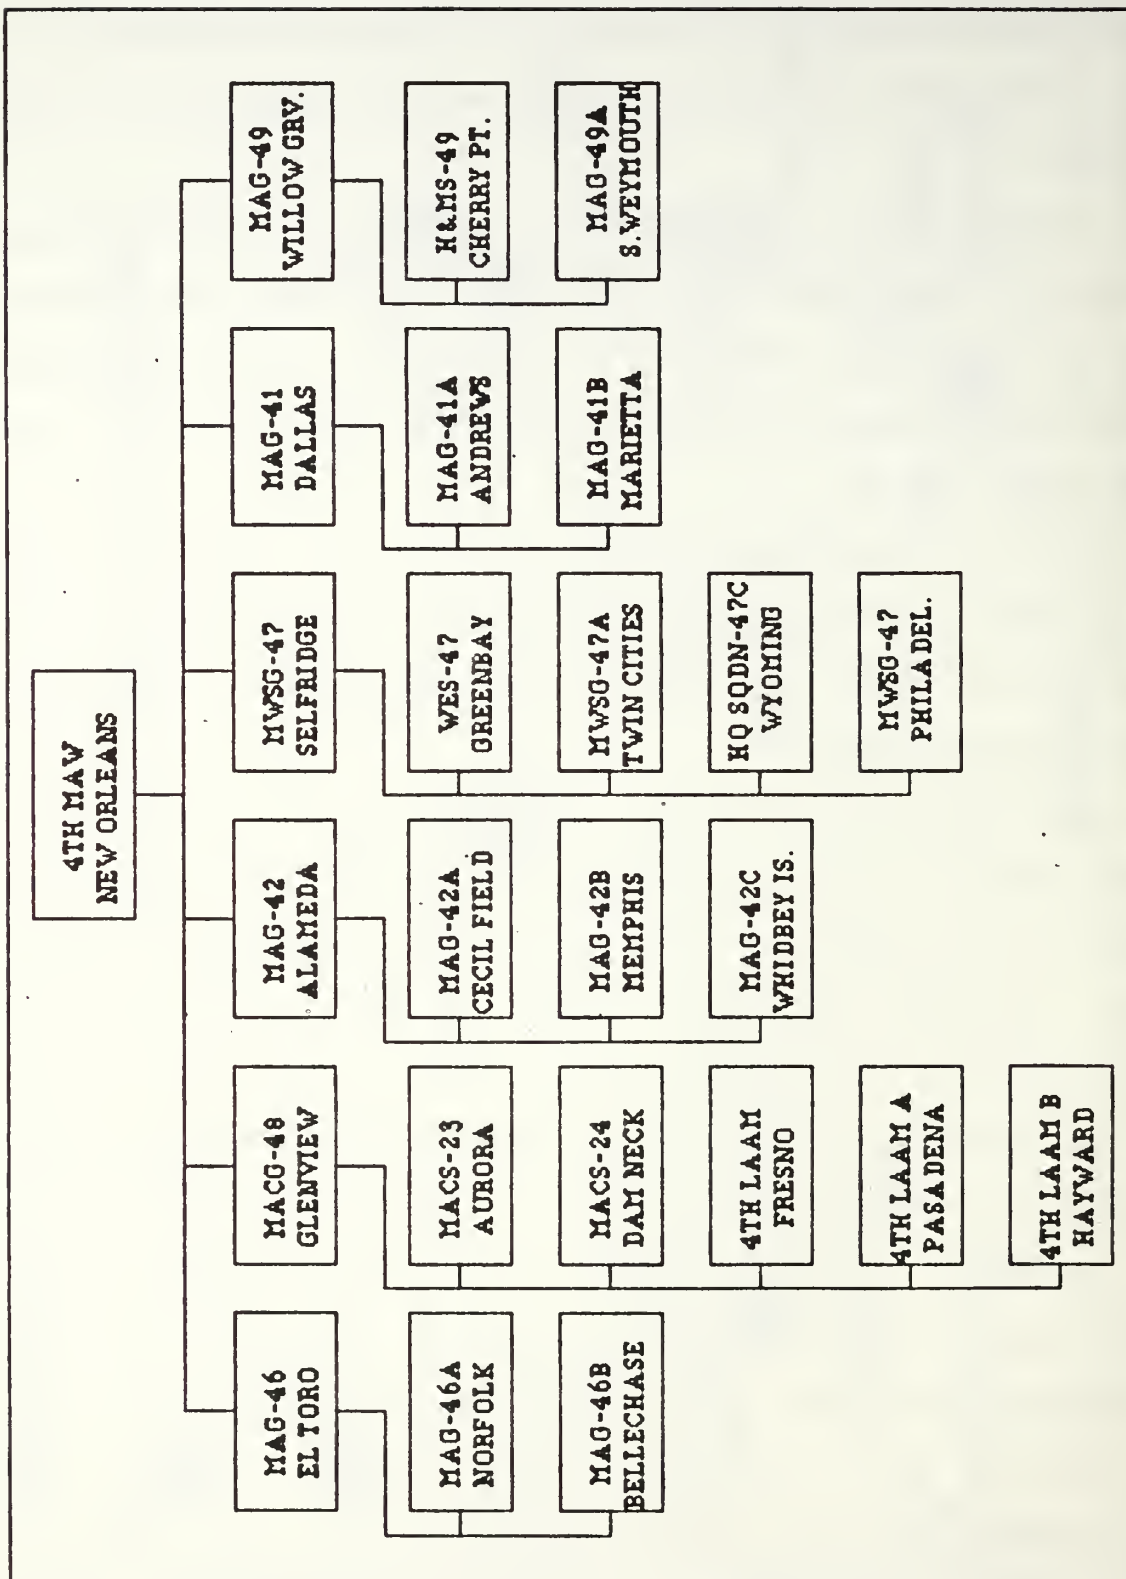 4TH MAW
NEW ORLEANS
MAG-46
EL TORO
MAG-46A
NORFOLK
MAG-46B
BELLECHASE
MACG-48
GLENVIEW
MACS-23
AURORA
MACS-24
DAM NECK
4TH LAAM
FRESNO
4TH LAAM A
PASADENA
4TH LAAM B
HAYWARD
MAG-42
ALAMEDA
MAG-42A
CECIL FIELD
MAG-42B
MEMPHIS
MAG-42C
WHIDBEY IS.
MWSG-47
SELFRIDGE
WES-47
GREENBAY
MWSG-47A
TWIN CITIES
HQ SQDN-47C
WYOMING
MWSG-47
PHILADEL.
MAG-41
DALLAS
MAG-41A
ANDREWS
MAG-41B
MARIETTA
MAG-49
WILLOW GRV.
H&MS-49
CHERRY PT.
MAG-49A
S.WEYMOUTH